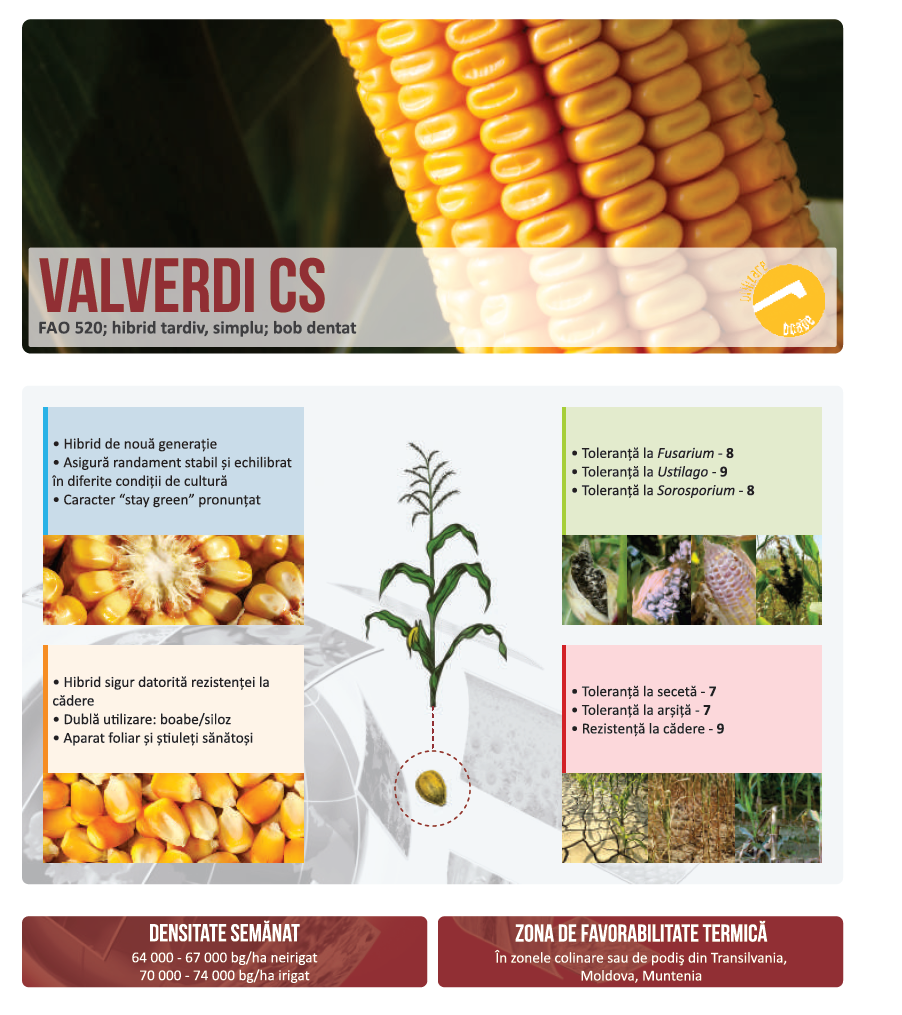 VALVERDI CS
FAO 520; hibrid tardiv, simplu; bob dentat
utilizare
boabe
• Hibrid de nouă generație
• Asigură randament stabil și echilibrat
în diferite condiții de cultură
• Caracter “stay green” pronunțat
• Toleranță la Fusarium - 8
• Toleranță la Ustilago - 9
• Toleranță la Sorosporium - 8
• Hibrid sigur datorită rezistenței la
cădere
• Dublă utilizare: boabe/siloz
• Aparat foliar și știuleți sănătoși
• Toleranță la secetă - 7
• Toleranță la arșiță - 7
• Rezistență la cădere - 9
DENSITATE SEMĂNAT
64 000 - 67 000 bg/ha neirigat
70 000 - 74 000 bg/ha irigat
ZONA DE FAVORABILITATE TERMICĂ
În zonele colinare sau de podiș din Transilvania,
Moldova, Muntenia